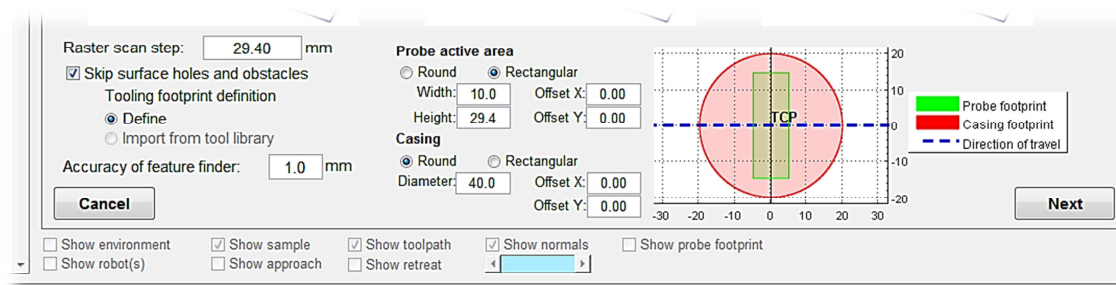 Raster scan step: 29.40 mm
Skip surface holes and obstacles
Tooling footprint definition
Define
Import from tool library
Accuracy of feature finder: 1.0 mm
Cancel
Probe active area
Round Rectangular
Width: 10.0 Offset X: 0.00
Height: 29.4 Offset Y: 0.00
Casing
Round Rectangular
Diameter: 40.0 Offset X: 0.00
Offset Y: 0.00
20
10
0
-10
-20
TCP
-30 -20 -10 0 10 20 30
Probe footprint
Casing footprint
Direction of travel
Next
Show environment Show sample Show toolpath Show normals Show probe footprint
Show robot(s) Show approach Show retreat